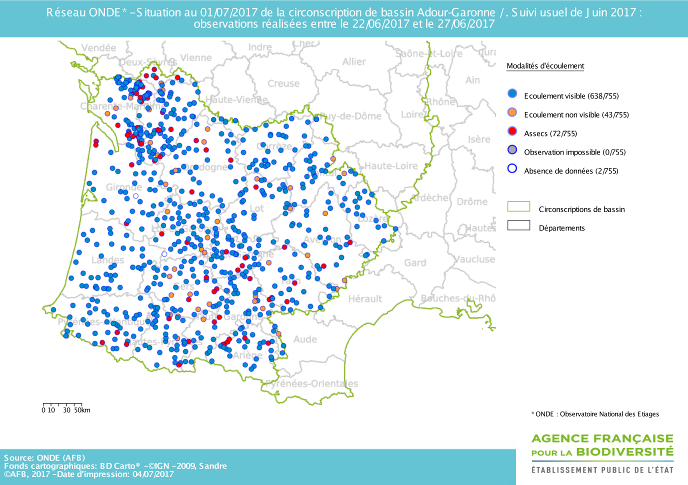 Réseau ONDE* -Situation au 01/07/2017 de la circonscription de bassin Adour-Garonne /. Suivi usuel de Juin 2017 :
observations réalisées entre le 22/06/2017 et le 27/06/2017
Vendée
Deux-Sèvres
Vienne
Indre
Cher
Allier
Saône-et-Loire
Ain
Creuse
Haute-Vienne
Charente-Maritime
Puy-de-Dôme
Loire
Rhône
Isère
Corrèze
Dordogne
Haute-Loire
Gironde
Lot
Lozère
Ardèche
Drôme
Hautes
Landes
Gard
Vaucluse
Hérault
Bouches-du-Rhô
Aude
Ariège
Pyrénées-Orientales
Modalités d'écoulement
Ecoulement visible (638/755)
Ecoulement non visible (43/755)
Assecs (72/755)
Observation impossible (0/755)
Absence de données (2/755)
Circonscriptions de bassin
Départements
0 10 30 50km
* ONDE : Observatoire National des Etiages
Source: ONDE (AFB)
Fonds cartographiques: BD Carto® -©IGN -2009, Sandre
©AFB, 2017 -Date d'impression: 04/07/2017
AGENCE FRANÇAISE
POUR LA BIODIVERSITÉ
ÉTABLISSEMENT PUBLIC DE L'ÉTAT